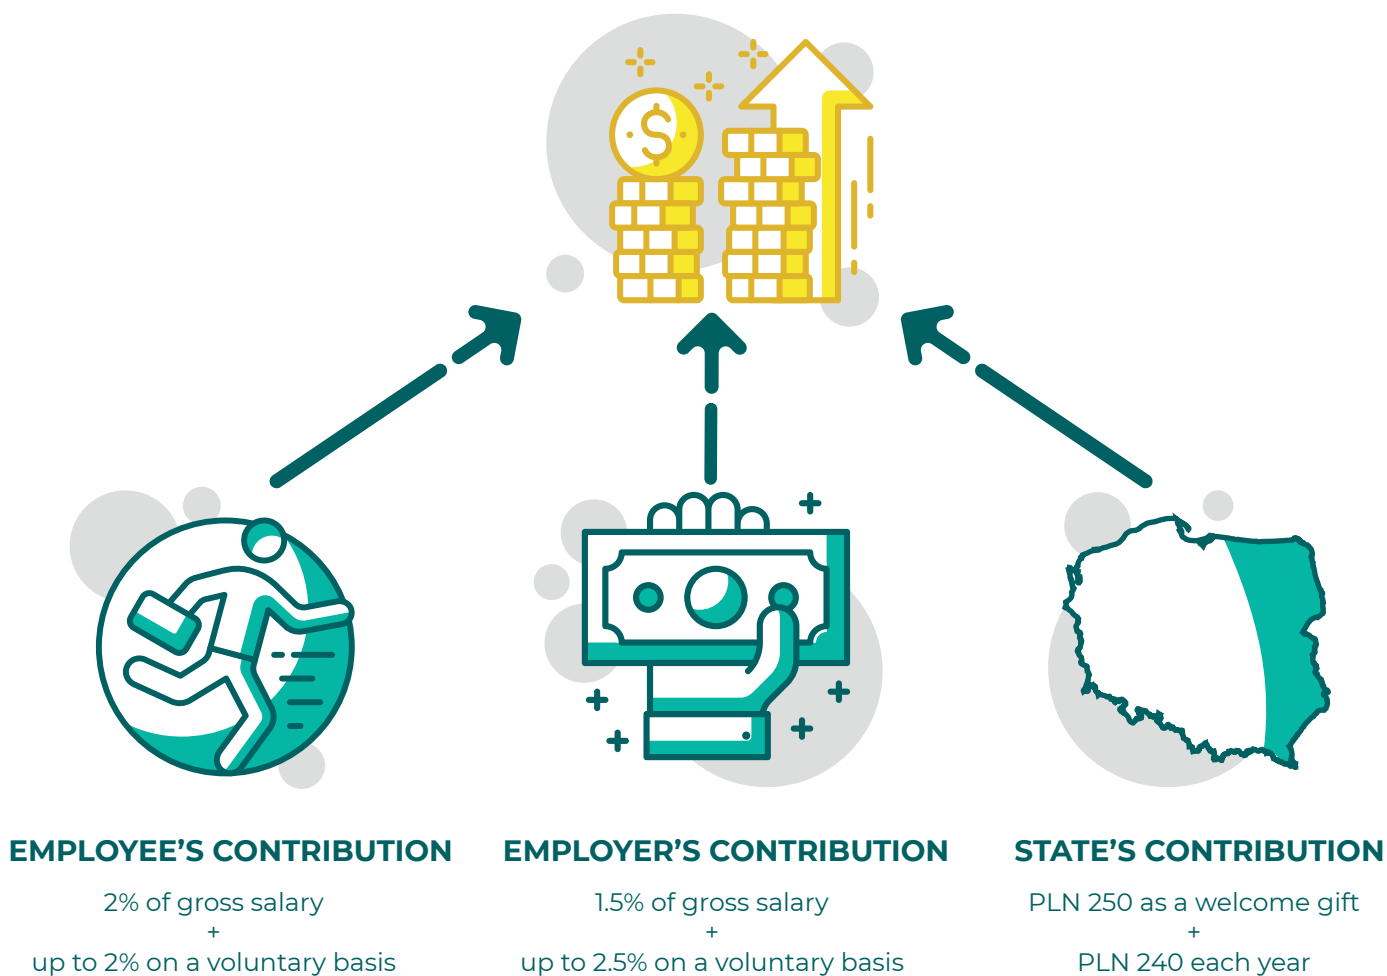 EMPLOYEE’S CONTRIBUTION
2% of gross salary
+
up to 2% on a voluntary basis
EMPLOYER’S CONTRIBUTION
1.5% of gross salary
+
up to 2.5% on a voluntary basis
STATE’S CONTRIBUTION
PLN 250 as a welcome gift
+
PLN 240 each year